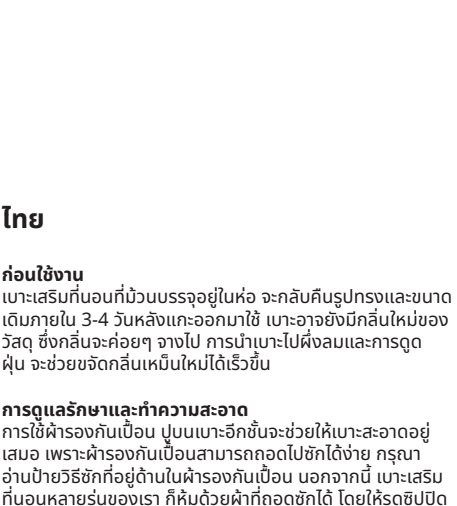 ไทย
ก่อนใช้งาน
เบาะเสริมที่นอนที่ม้วนบรรจุอยู่ในห่อ จะกลับคืนรูปทรงและขนาด
เดิมภายใน 3-4 วันหลังแกะออกมาใช้ เบาะอาจยังมีกลิ่นใหม่ของ
วัสดุ ซึ่งกลิ่นจะค่อยๆ จางไป การนำเบาะไปผึ่งลมและการดูด
ฝุ่น จะช่วยขจัดกลิ่นเหม็นใหม่ได้เร็วขึ้น
การดูแลรักษาและทำความสะอาด
การใช้ผ้ารองกันเปื้อน ปูบนเบาะอีกชั้นจะช่วยให้เบาะสะอาดอยู่
เสมอ เพราะผ้ารองกันเปื้อนสามารถถอดไปซักได้ง่าย กรุณา
อ่านป้ายวิธีซักที่อยู่ด้านในผ้ารองกันเปื้อน นอกจากนี้ เบาะเสริม
ที่นอนหลายรุ่นของเรา ก็หุ้มด้วยผ้าที่ถอดซักได้ โดยให้รูดซิปปิด